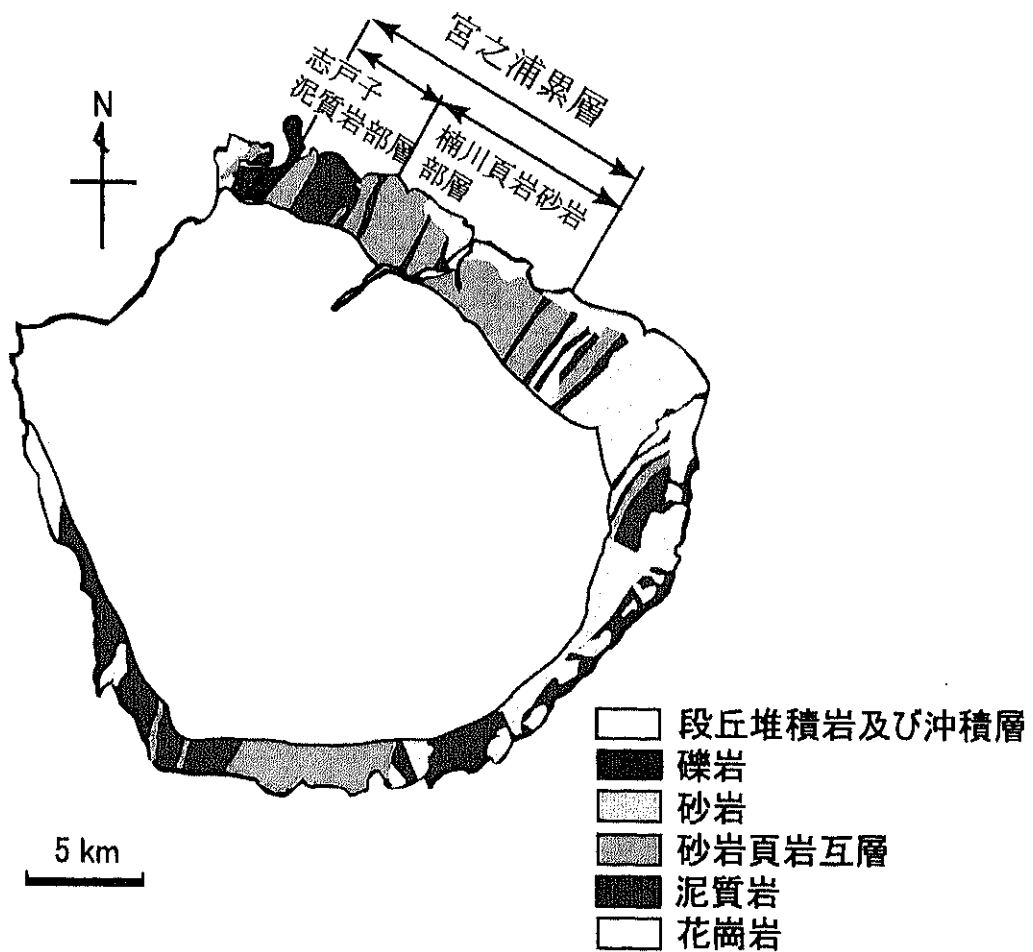 宮之浦累層
志戸子
泥質岩部層
楠川頁岩砂岩
部層
N
5 km
段丘堆積岩及び沖積層
礫岩
砂岩
砂岩頁岩互層
泥質岩
花崗岩